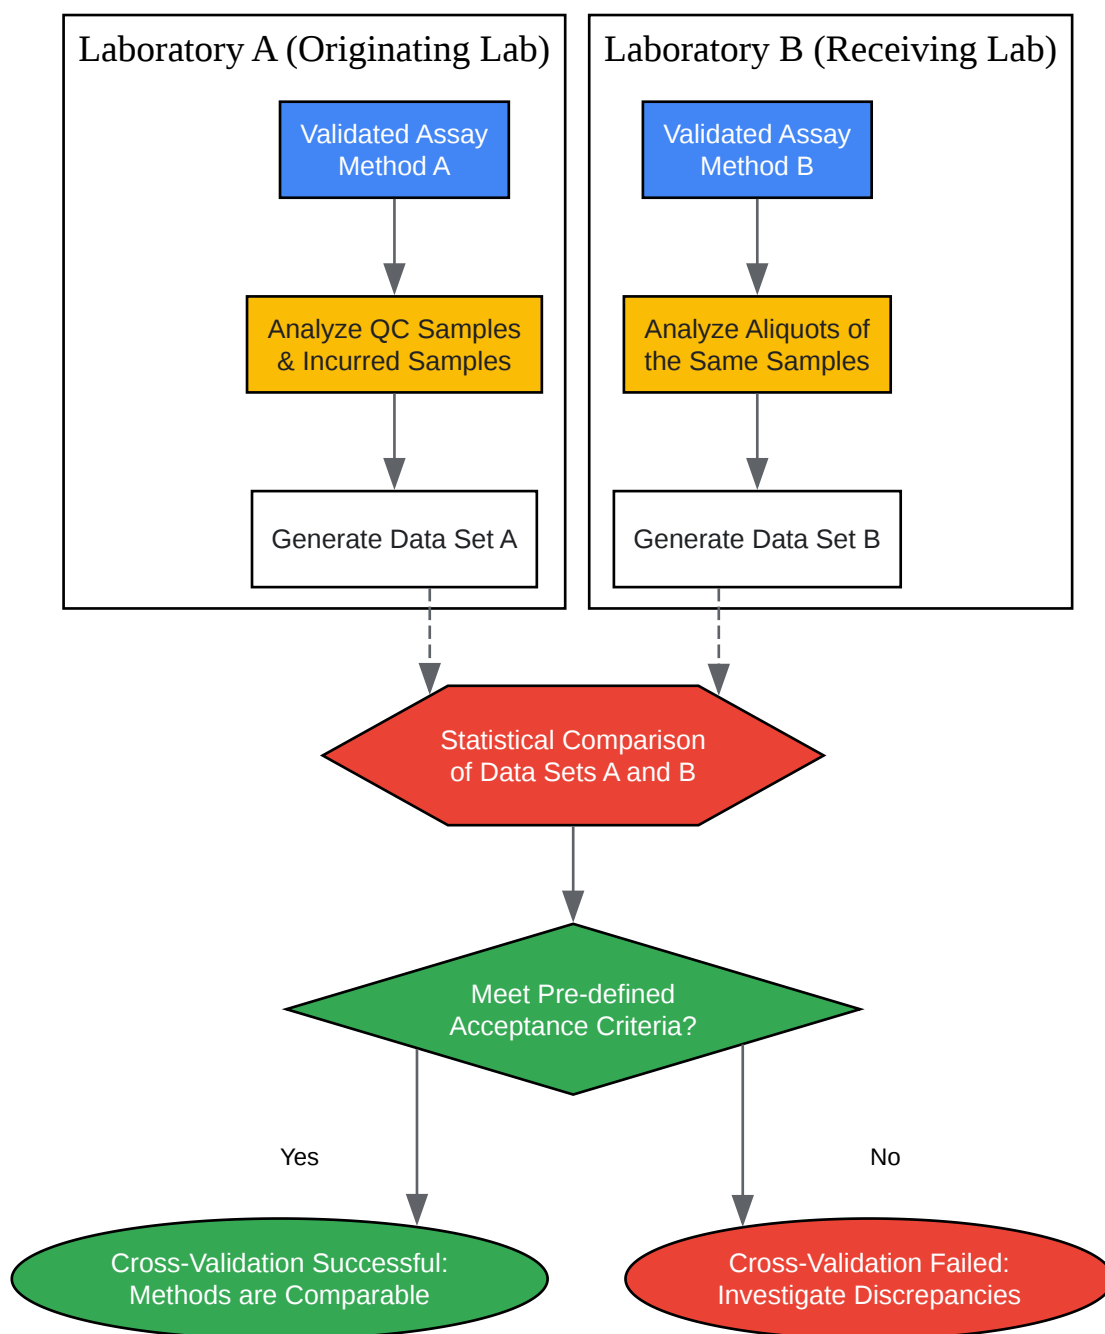 Laboratory A (Originating Lab)
Laboratory B (Receiving Lab)
Validated Assay
Method A
Validated Assay
Method B
Analyze QC Samples
& Incurred Samples
Analyze Aliquots of
the Same Samples
Generate Data Set A
Generate Data Set B
Statistical Comparison
of Data Sets A and B
Meet Pre-defined
Acceptance Criteria?
Yes
No
Cross-Validation Successful:
Methods are Comparable
Cross-Validation Failed:
Investigate Discrepancies